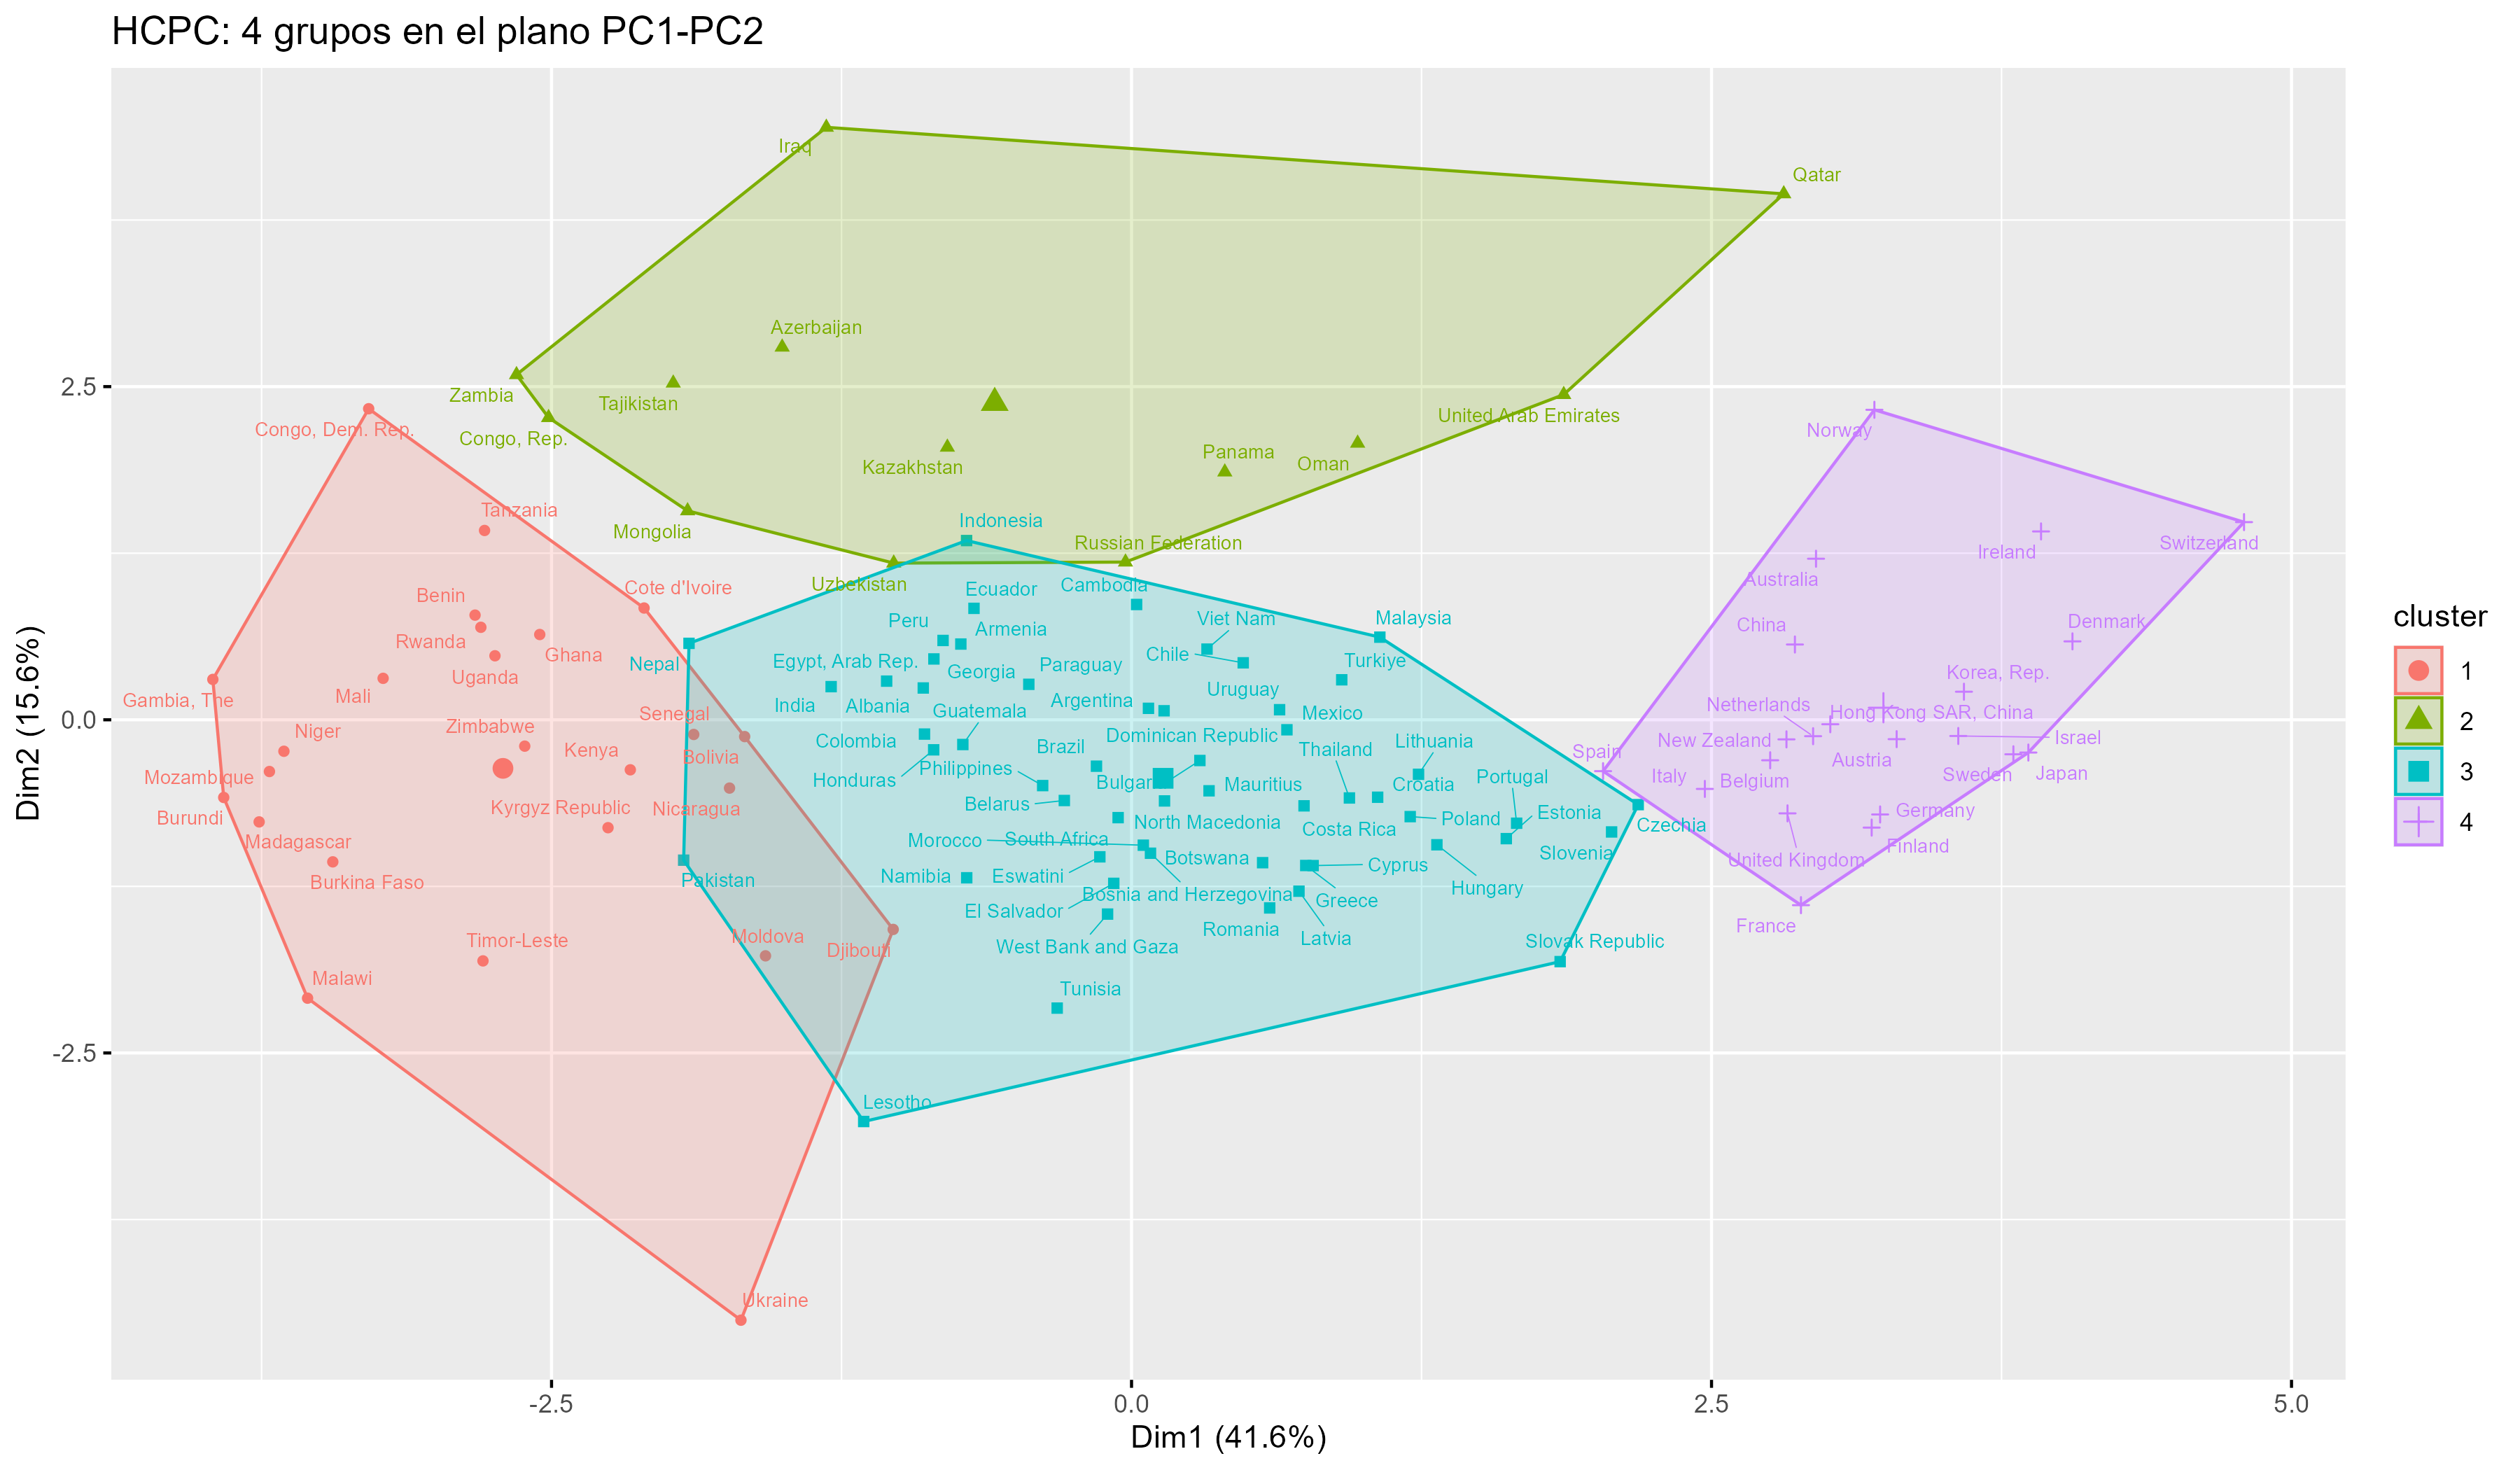 HCPC: 4 grupos en el plano PC1-PC2
Iraq
Qatar
Azerbaijan
Zambia
Tajikistan
United Arab Emirates
Congo, Dem. Rep.
Congo, Rep.
Norway
Kazakhstan
Panama
Oman
Tanzania
Mongolia
Indonesia
Russian Federation
Ireland
Switzerland
Uzbekistan
Cambodia
Australia
Benin
Cote d'Ivoire
Ecuador
Peru
Armenia
Viet Nam
Malaysia
China
Denmark
Rwanda
Ghana
Nepal
Egypt, Arab Rep.
Georgia
Paraguay
Chile
Turkiye
Korea, Rep.
Uganda
Mali
Gambia, The
India
Albania
Argentina
Uruguay
Netherlands
Senegal
Guatemala
Mexico
Hong Kong SAR, China
Niger
Zimbabwe
Kenya
Bolivia
Colombia
Brazil
Dominican Republic
Thailand
Lithuania
Spain
New Zealand
Israel
Mozambique
Honduras
Philippines
Bulgar
Mauritius
Croatia
Portugal
Italy
Belgium
Austria
Sweden
Japan
Burundi
Kyrgyz Republic
Nicaragua
Belarus
North Macedonia
Costa Rica
Poland
Estonia
Czechia
Germany
Madagascar
Morocco
South Africa
Botswana
Cyprus
Slovenia
United Kingdom
Finland
Burkina Faso
Pakistan
Namibia
Eswatini
Bosnia and Herzegovina
Greece
Hungary
El Salvador
Timor-Leste
Moldova
Djibouti
West Bank and Gaza
Romania
Latvia
Slovak Republic
France
Malawi
Tunisia
Lesotho
Ukraine
2.5
0.0
-2.5
Dim2 (15.6%)
-2.5
0.0
2.5
5.0
Dim1 (41.6%)
cluster
1
2
3
4